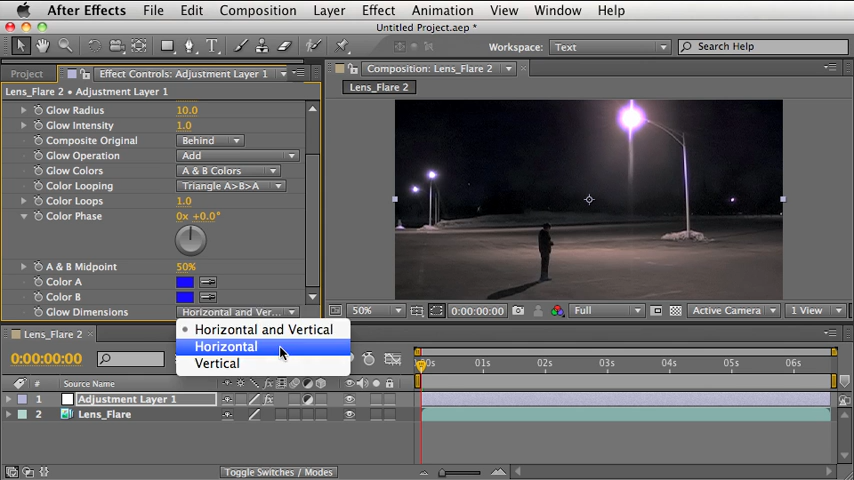 After Effects File Edit Composition Layer Effect Animation View Window Help
Untitled Project.aep *
Workspace: Text Search Help
Project Effect Controls: Adjustment Layer 1 Composition: Lens_Flare 2
Lens_Flare 2 • Adjustment Layer 1 Lens_Flare 2
Glow Radius 10.0
Glow Intensity 1.0
Composite Original Behind
Glow Operation Add
Glow Colors A & B Colors
Color Looping Triangle A>B>A
Color Loops 1.0
Color Phase 0x +0.0°
A & B Midpoint 50%
Color A
Color B
Glow Dimensions Horizontal and Ver...
50% 0:00:00:00 Full Active Camera 1 View
Horizontal and Vertical
Horizontal
Vertical
Lens_Flare 2
0:00:00:00
01s 02s 03s 04s 05s 06s
# Source Name
1 Adjustment Layer 1
2 Lens_Flare
Toggle Switches / Modes